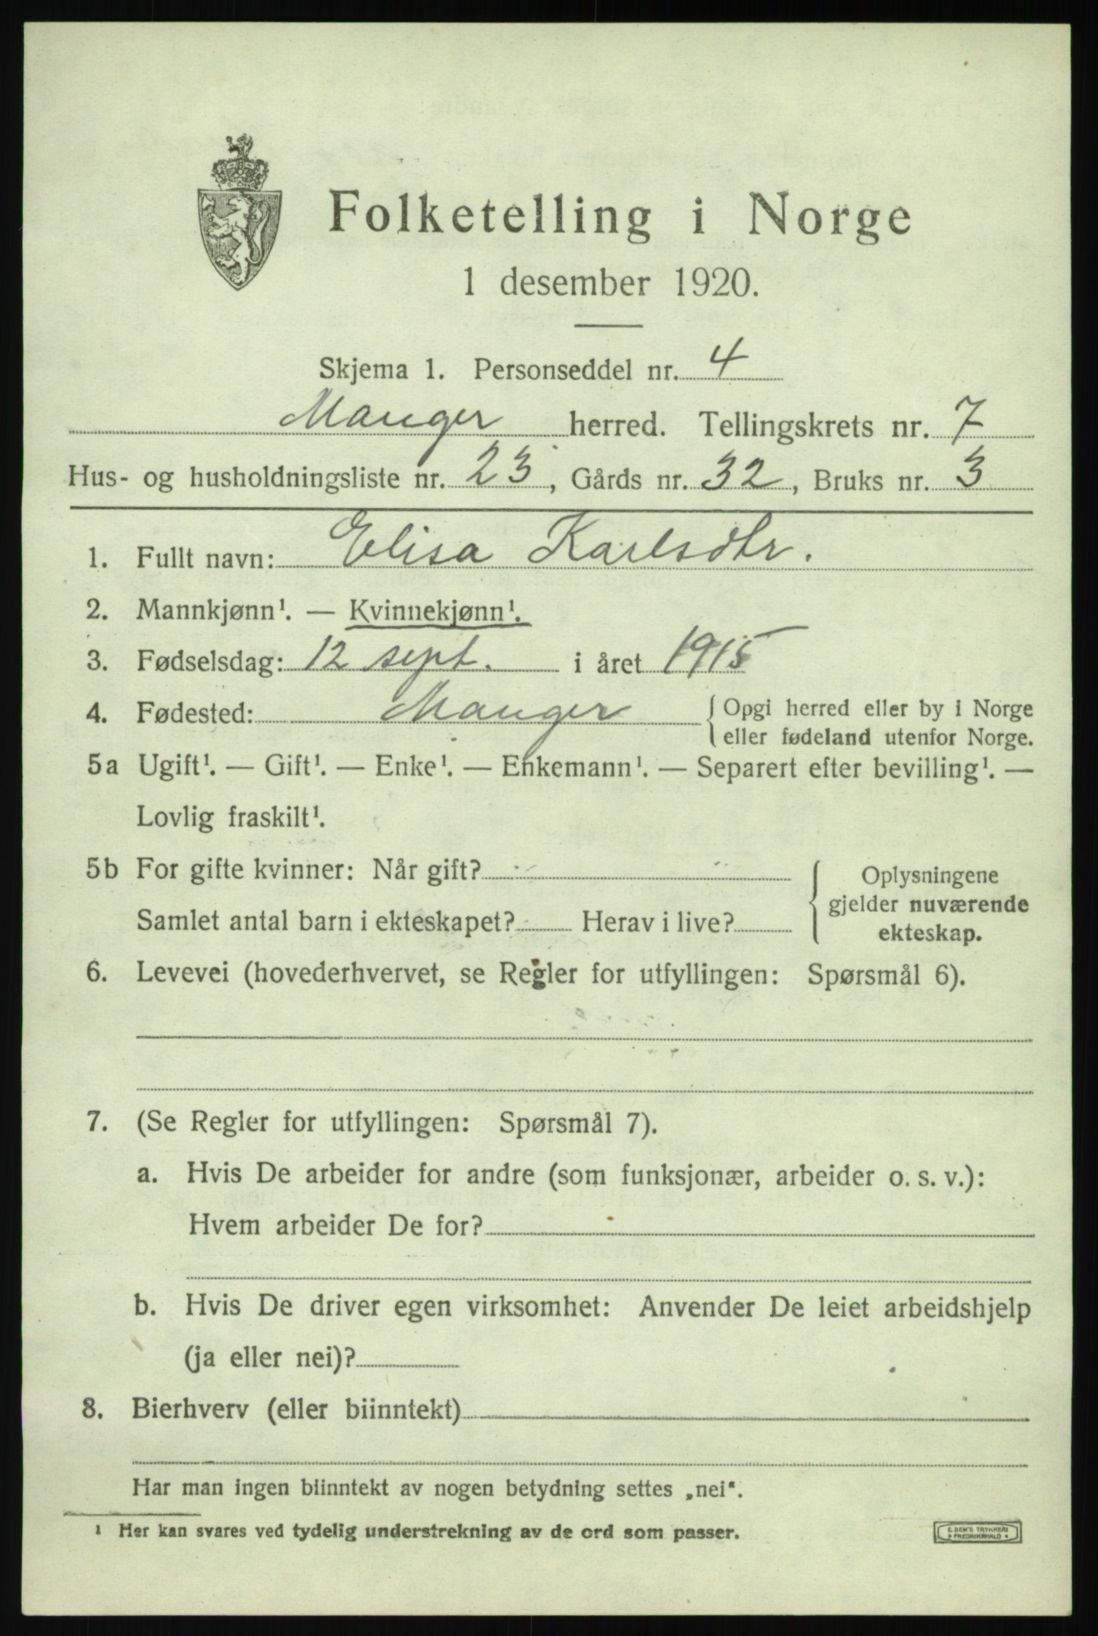 Folketelling i Norge
1 desember 1920.
Skjema 1. Personseddel nr. 4
Manger herred. Tellingskrets nr. 7
Hus- og husholdningsliste nr. 23, Gårds nr. 32, Bruks nr. 3
1. Fullt navn: Elisa Karlsdtr.
2. Mannkjønn¹. — Kvinnekjønn¹.
3. Fødselsdag: 12 sept. i året 1915
4. Fødested: Manger { Opgi herred eller by i Norge
eller fødeland utenfor Norge.
5a Ugift¹. — Gift¹. — Enke¹. — Enkemann¹. — Separert efter bevilling¹. —
Lovlig fraskilt¹.
5b For gifte kvinner: Når gift?
Samlet antal barn i ekteskapet? Herav i live?
{ Oplysningene
gjelder nuværende
ekteskap.
6. Levevei (hovederhvervet, se Regler for utfyllingen: Spørsmål 6).
7. (Se Regler for utfyllingen: Spørsmål 7).
a. Hvis De arbeider for andre (som funksjonær, arbeider o. s. v.):
Hvem arbeider De for?
b. Hvis De driver egen virksomhet: Anvender De leiet arbeidshjelp
(ja eller nei)?
8. Bierhverv (eller biinntekt)
Har man ingen biinntekt av nogen betydning settes „nei“.
¹ Her kan svares ved tydelig understrekning av de ord som passer.
E. SEM'S TRYKKERI
FREDRIKSHALD